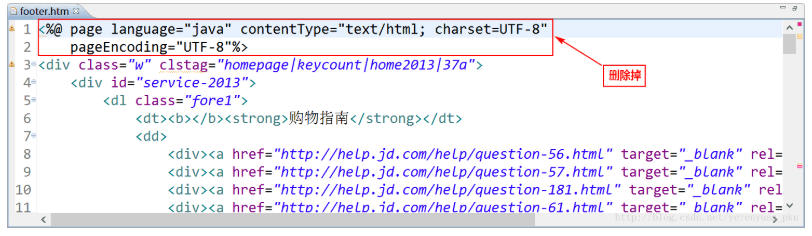 footer.htm
1 <%@ page language="java" contentType="text/html; charset=UTF-8"
2 pageEncoding="UTF-8"%>
3 <div class="w" clstag="homepage|keycount|home2013|37a">
4 <div id="service-2013">
5 <dl class="fore1">
6 <dt><b></b><strong>购物指南</strong></dt>
7 <dd>
8 <div><a href="http://help.jd.com/help/question-56.html" target="_blank" rel=
9 <div><a href="http://help.jd.com/help/question-57.html" target="_blank" rel=
10 <div><a href="http://help.jd.com/help/question-181.html" target="_blank" rel
11 <div><a href="http://help.jd.com/help/question-61.html" target="_blank" rel=
删除掉